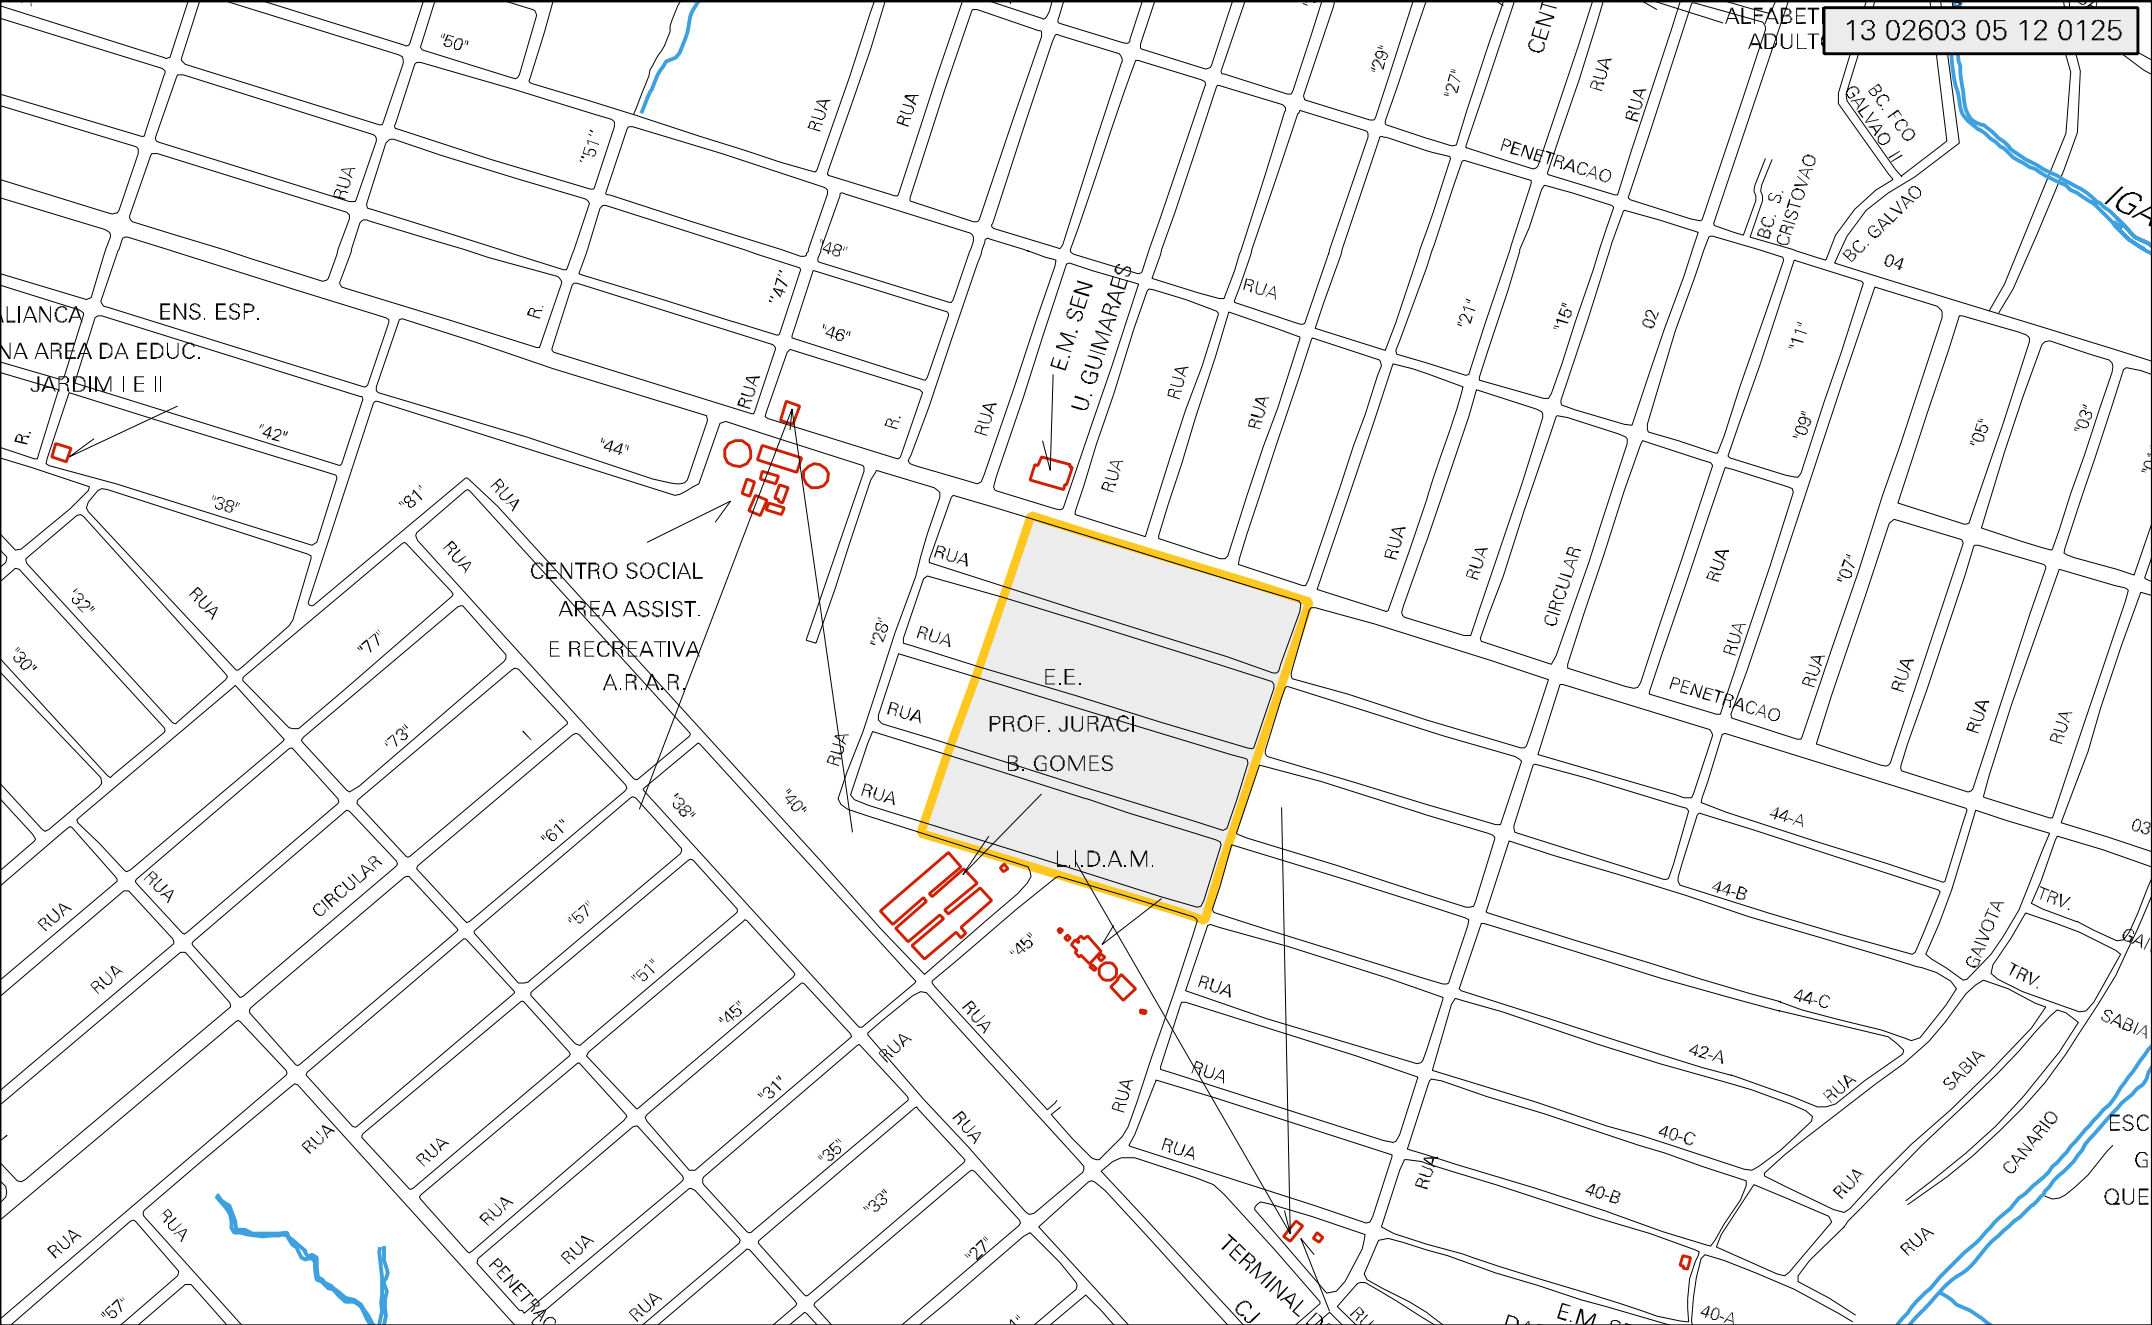 13 02603 05 12 0125
"50"
RUA
RUA
"29"
"27"
RUA
RUA
BC. FCO
GALVAO II
"51"
RUA
PENETRACAO
BC. S.
CRISTOVAO
BC. GALVAO
04
"48"
"47"
RUA
E.M. SEN
U. GUIMARAES
"21"
"15"
02
"11"
ENS. ESP.
NA AREA DA EDUC.
JARDIM I E II
R.
"46"
RUA
R.
RUA
RUA
RUA
RUA
"09"
"05"
"03"
R.
"42"
"44"
"38"
"81"
RUA
RUA
RUA
RUA
RUA
CIRCULAR
RUA
"07"
CENTRO SOCIAL
AREA ASSIST.
E RECREATIVA
A.R.A.R.
RUA
"28"
RUA
"32"
RUA
"30"
"77"
"73"
I
E.E.
PROF. JURACI
B. GOMES
RUA
RUA
RUA
RUA
RUA
RUA
RUA
RUA
PENETRACAO
"40"
"38"
"61"
44-A
03
L.I.D.A.M.
RUA
RUA
CIRCULAR
"57"
44-B
TRV.
GAIVOTA
TRV.
"45"
RUA
"51"
"45"
RUA
RUA
RUA
44-C
SABIA
42-A
RUA
SABIA
"31"
RUA
RUA
II
RUA
RUA
RUA
"35"
RUA
RUA
40-C
CANARIO
RUA
RUA
RUA
"33"
RUA
40-B
RUA
RUA
RUA
"27"
TERMINAL
CJ
"57"
RUA
40-A